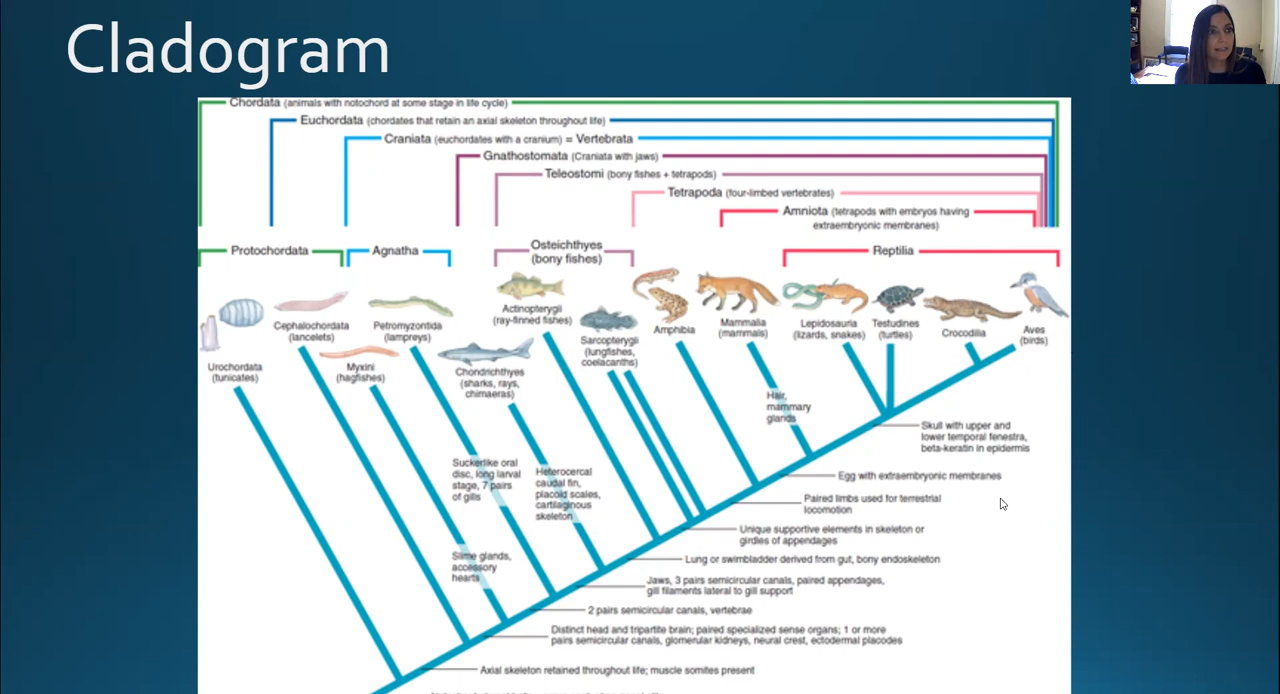 Cladogram
Chordata (animals with notochord at some stage in life cycle)
Euchordata (chordates that retain an axial skeleton throughout life)
Craniata (euchordates with a cranium) = Vertebrata
Gnathostomata (Craniata with jaws)
Teleostomi (bony fishes + tetrapods)
Tetrapoda (four-limbed vertebrates)
Amniota (tetrapods with embryos having
extraembryonic membranes)
Protochordata
Agnatha
Osteichthyes
(bony fishes)
Reptilia
Urochordata
(tunicates)
Cephalochordata
(lancelets)
Myxini
(hagfishes)
Petromyzontida
(lampreys)
Chondrichthyes
(sharks, rays,
chimaeras)
Actinopterygii
(ray-finned fishes)
Sarcopterygii
(lungfishes,
coelacanths)
Amphibia
Mammalia
(mammals)
Lepidosauria
(lizards, snakes)
Testudines
(turtles)
Crocodilia
Aves
(birds)
Hair,
mammary
glands
Skull with upper and
lower temporal fenestra,
beta-keratin in epidermis
Suckerlike oral
disc, long larval
stage, 7 pairs
of gills
Heterocercal
caudal fin,
placoid scales,
cartilaginous
skeleton
Egg with extraembryonic membranes
Paired limbs used for terrestrial
locomotion
Unique supportive elements in skeleton or
girdles of appendages
Slime glands,
accessory
hearts
Lung or swimbladder derived from gut, bony endoskeleton
Jaws, 3 pairs semicircular canals, paired appendages,
gill filaments lateral to gill support
2 pairs semicircular canals, vertebrae
Distinct head and tripartite brain; paired specialized sense organs; 1 or more
pairs semicircular canals, glomerular kidneys, neural crest, ectodermal placodes
Axial skeleton retained throughout life; muscle somites present